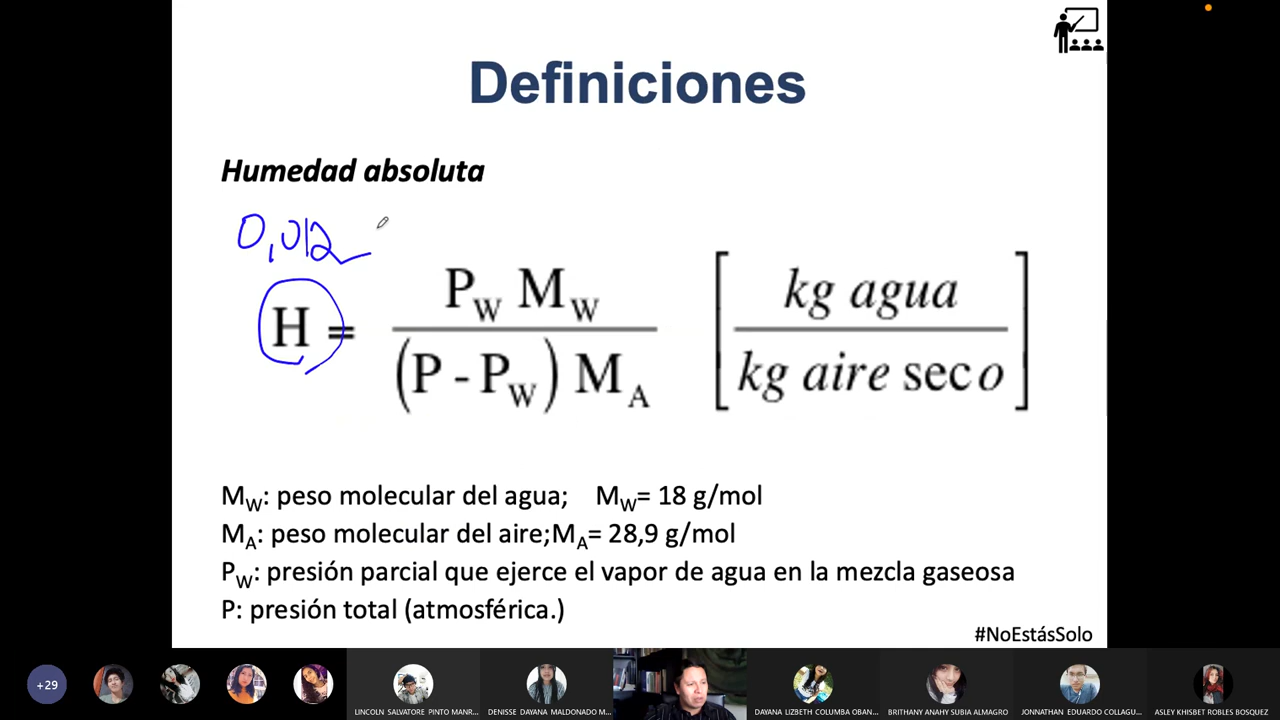 Definiciones
Humedad absoluta
0,012
H = P_W M_W / (P - P_W) M_A [kg agua / kg aire seco]
M_W: peso molecular del agua; M_W= 18 g/mol
M_A: peso molecular del aire;M_A= 28,9 g/mol
P_W: presión parcial que ejerce el vapor de agua en la mezcla gaseosa
P: presión total (atmosférica.)
#NoEstásSolo
+29
LINCOLN SALVATORE PINTO MANR...
DENISSE DAYANA MALDONADO M...
DAYANA LIZBETH COLUMBA OBAN...
BRITHANY ANAHY SUBIA ALMAGRO
JONNATHAN EDUARDO COLLAGU...
ASLEY KHISBET ROBLES BOSQUEZ